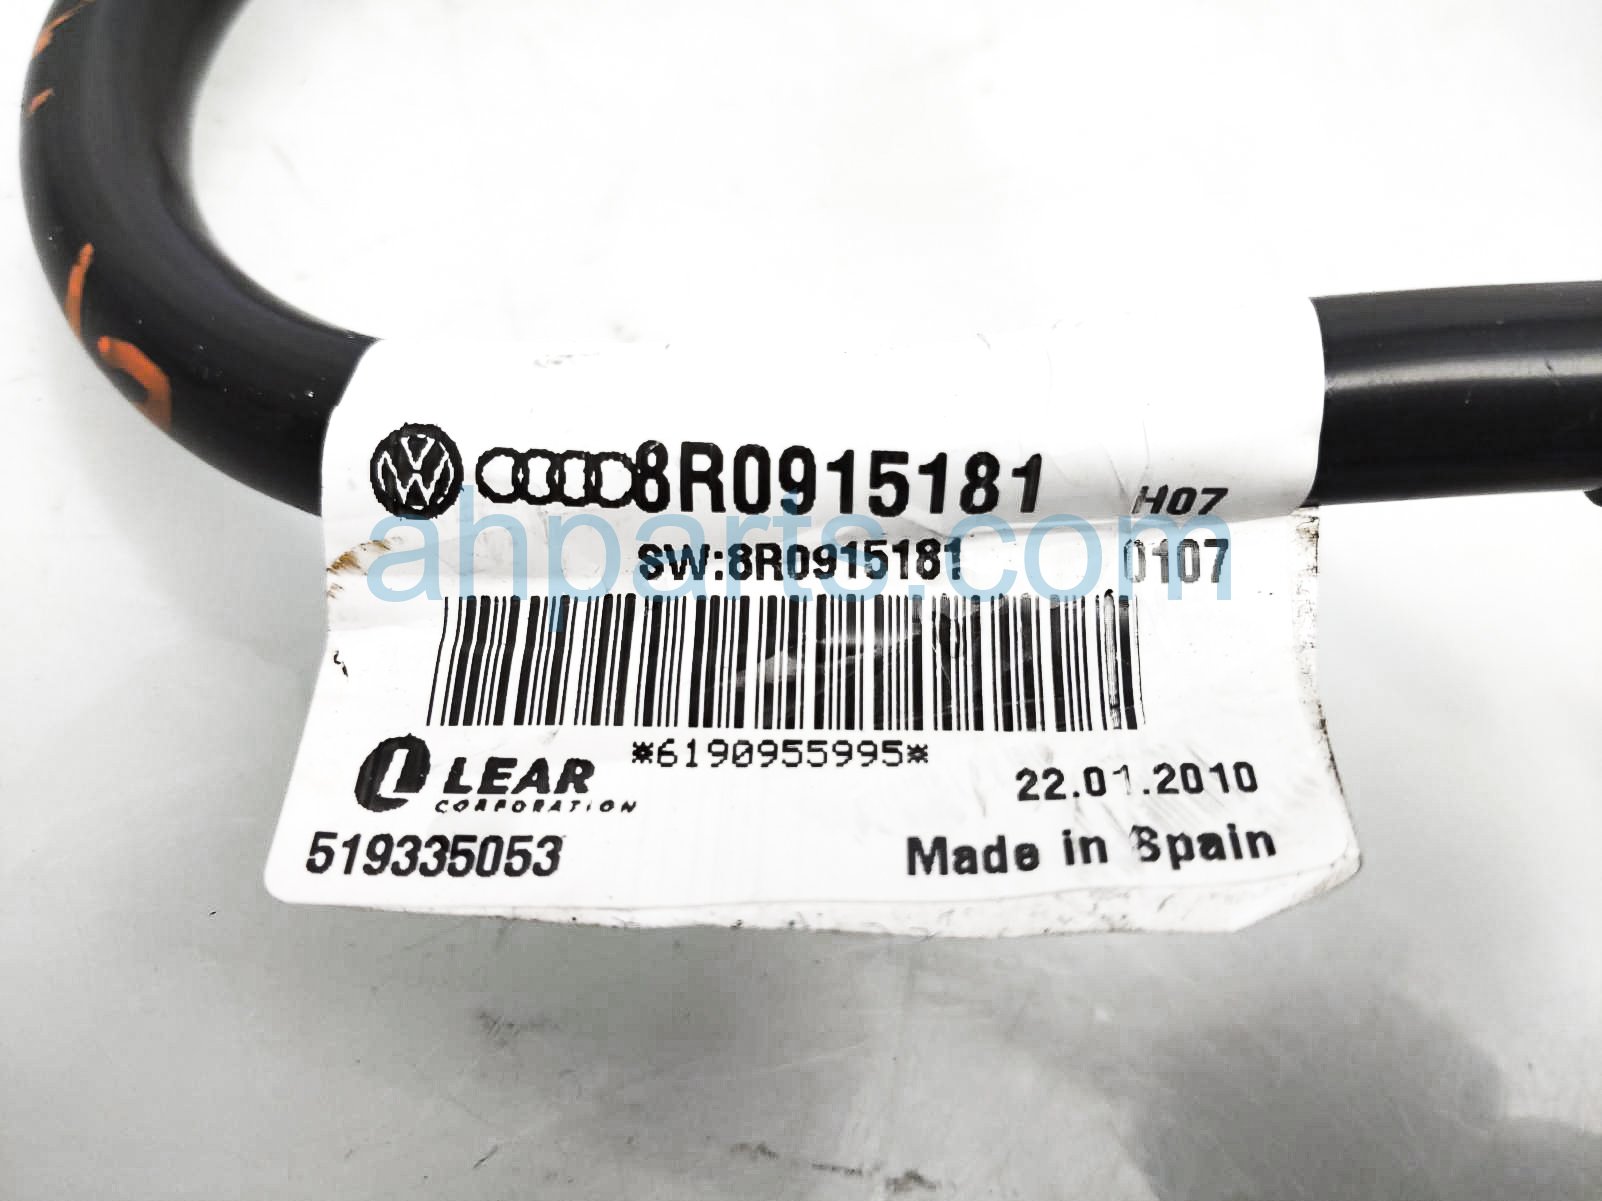 8R0915181 H07
SW:8R0915181 0107
*6190955995*
LEAR
CORPORATION
22.01.2010
519335053
Made in Spain
ahparts.com